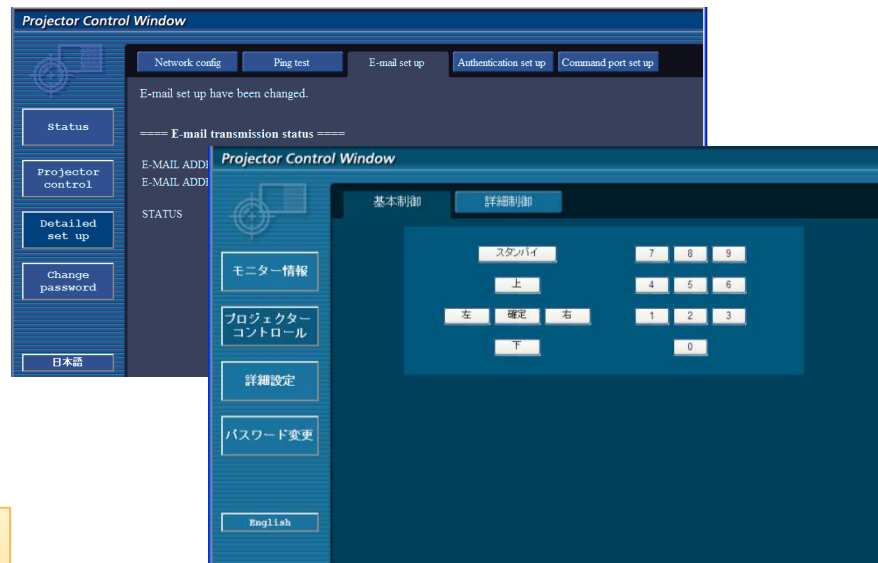 Projector Control Window
Network config
Ping test
E-mail set up
Authentication set up
Command port set up
E-mail set up have been changed.
==== E-mail transmission status ====
E-MAIL ADD
E-MAIL ADD
STATUS
Status
Projector
control
Detailed
set up
Change
password
日本語
Projector Control Window
基本制御
詳細制御
モニター情報
プロジェクター
コントロール
詳細設定
パスワード変更
English
スタンバイ
上
左 確定 右
下
7 8 9
4 5 6
1 2 3
0